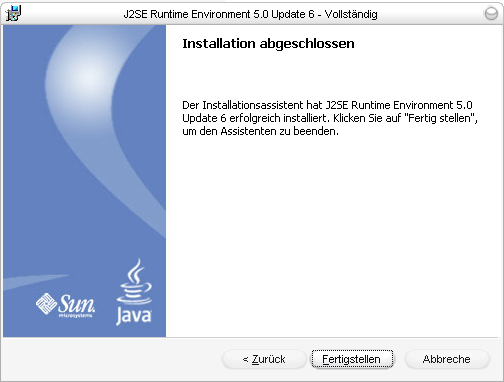 J2SE Runtime Environment 5.0 Update 6 - Vollständig
Installation abgeschlossen
Der Installationsassistent hat J2SE Runtime Environment 5.0
Update 6 erfolgreich installiert. Klicken Sie auf "Fertig stellen",
um den Assistenten zu beenden.
Sun
microsystems
Java
< Zurück
Fertigstellen
Abbreche